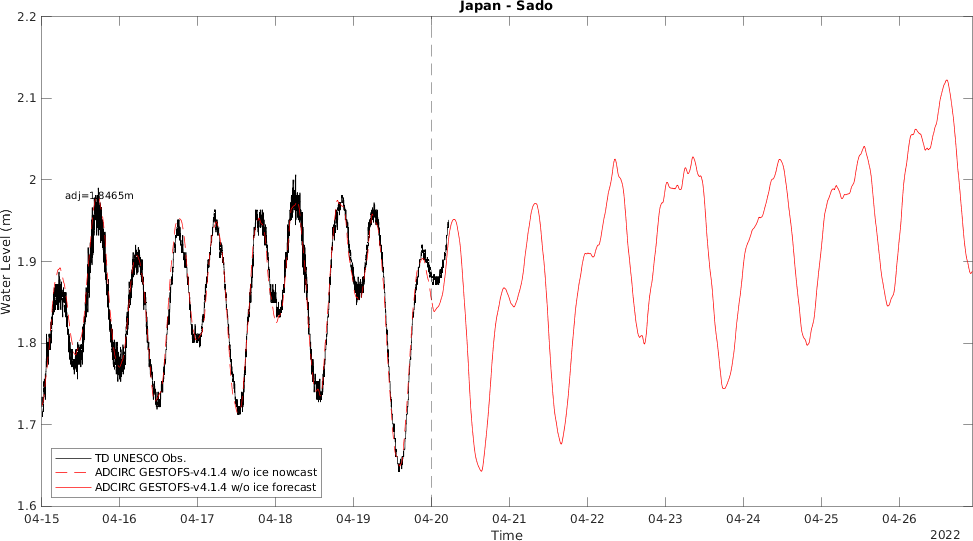 Japan - Sado
2.2
2.1
2
1.9
1.8
1.7
1.6
Water Level (m)
adj=1.8465m
TD UNESCO Obs.
ADCIRC GESTOFS-v4.1.4 w/o ice nowcast
ADCIRC GESTOFS-v4.1.4 w/o ice forecast
04-15 04-16 04-17 04-18 04-19 04-20 04-21 04-22 04-23 04-24 04-25 04-26
Time
2022